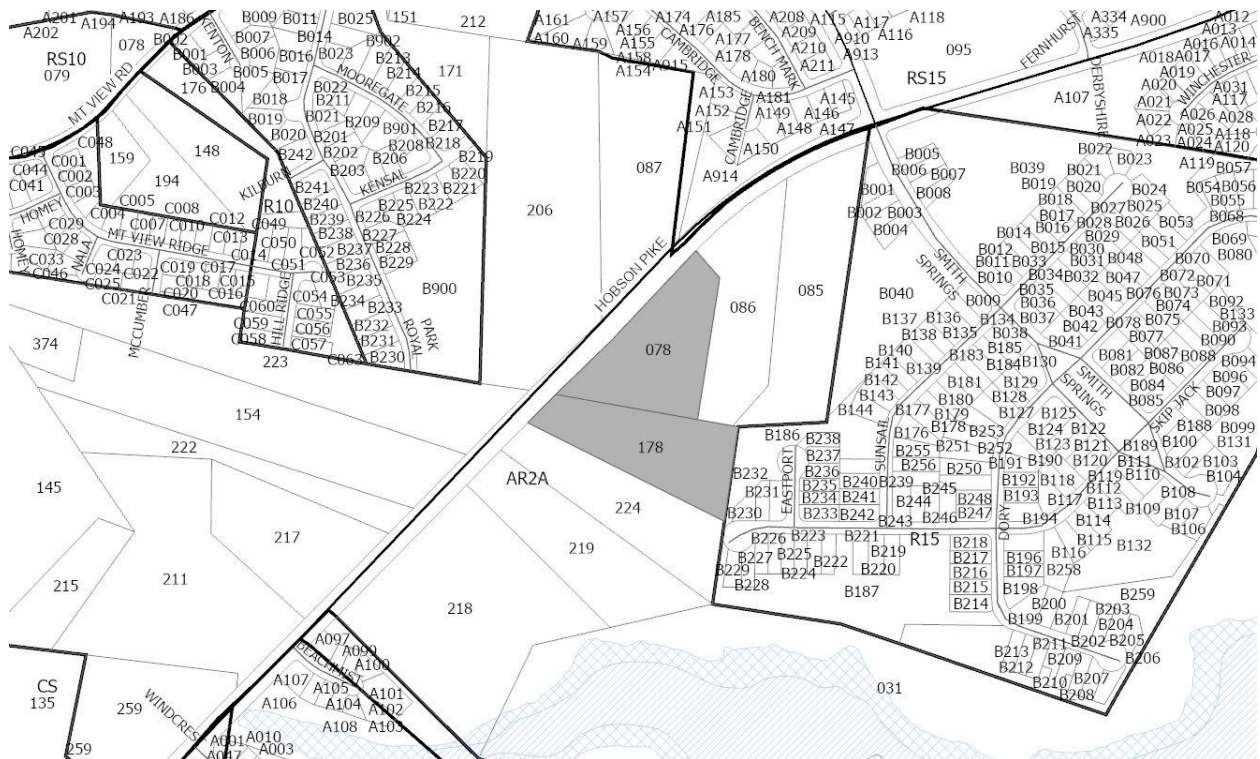 A201
A202
A194
A193
A186
078
B002
RS10
079
MT VIEW RD
B001
B003
176
B004
KENTON
B009
B007
B006
B005
B011
B014
B016
B017
B018
B019
B020
B242
B025
B023
B902
B213
B214
B215
B216
B217
MOOREGATE
B022
B211
B021
B209
B901
B201
B208
B218
B202
B206
B203
KENSAL
B219
B220
B221
B223
B222
B225
B224
151
212
171
206
087
A161
A160
A159
A157
A156
A155
A158
A154
A915
A174
A176
A185
A177
A178
CAMBRIDGE
BENCH MARK
A180
A153
A152
A151
A181
A149
A148
A150
CAMBRIDGE
A914
A145
A146
A147
A208
A209
A210
A211
A115
A910
A913
A117
A116
A118
095
RS15
FERNHURST
A334
A335
A900
DERBYSHIRE
A107
A012
A013
A016
A014
A018
A017
A019
A020
A021
A022
A023
A024
WINCHESTER
A031
A117
A026
A028
A025
A118
A120
A119
159
148
194
KILBURN
R10
C045
C044
C041
C048
C001
C002
C003
C004
C005
C007
C008
C010
C012
C013
C014
HOMEY
HOME
C029
C028
C033
C046
NALA
MT VIEW RIDGE
C023
C024
C025
C022
C021
C019
C018
C020
C017
C015
C016
C047
MCCUMBER
C049
C050
C051
C052
C053
C054
C055
C056
C057
C060
C059
C058
C063
HILL RIDGE
223
B241
B240
B239
B238
B237
B236
B235
B234
B226
B227
B228
B229
B233
B232
B231
B230
B900
ROYAL
PARK
HOBSON PIKE
374
154
222
145
217
215
211
218
219
224
AR2A
078
178
086
085
B001
B002
B003
B004
B005
B006
B007
B008
SMITH
SPRINGS
B009
B010
B011
B012
B014
B015
B016
B017
B018
B019
B020
B021
B022
B023
B024
B025
B026
B027
B028
B029
B030
B031
B032
B033
B034
B035
B036
B037
B038
B039
B040
B041
B042
B043
B045
B047
B048
B051
B053
B054
B055
B056
B057
B068
B069
B070
B071
B072
B073
B074
B075
B076
B077
B078
B080
B081
B082
B084
B085
B086
B087
B088
B090
B092
B093
B094
B096
B097
B098
B099
B100
B102
B103
B104
B106
B107
B108
B109
B110
B111
B112
B113
B114
B115
B116
B117
B118
B119
B120
B121
B122
B123
B124
B125
B127
B128
B129
B130
B131
B132
B133
B134
B135
B136
B137
B138
B139
B140
B141
B142
B143
B144
B176
B177
B178
B179
B180
B181
B183
B184
B185
B186
B187
B188
B189
B190
B191
B192
B193
B194
SMITH
SPRINGS
SKIP JACK
SUNSAIL
EASTPORT
DORY
R15
B196
B197
B198
B199
B200
B201
B202
B203
B204
B205
B206
B207
B208
B209
B210
B211
B212
B213
B214
B215
B216
B217
B218
B219
B220
B221
B222
B223
B224
B225
B226
B227
B228
B229
B230
B231
B232
B233
B234
B235
B236
B237
B238
B239
B240
B241
B242
B243
B244
B245
B246
B247
B248
B250
B251
B252
B253
B255
B256
B258
B259
031
CS
135
259
259
WINDCRES
BEACHMIST
A097
A099
A100
A101
A102
A103
A104
A105
A106
A107
A108
A001
A010
A003
A047